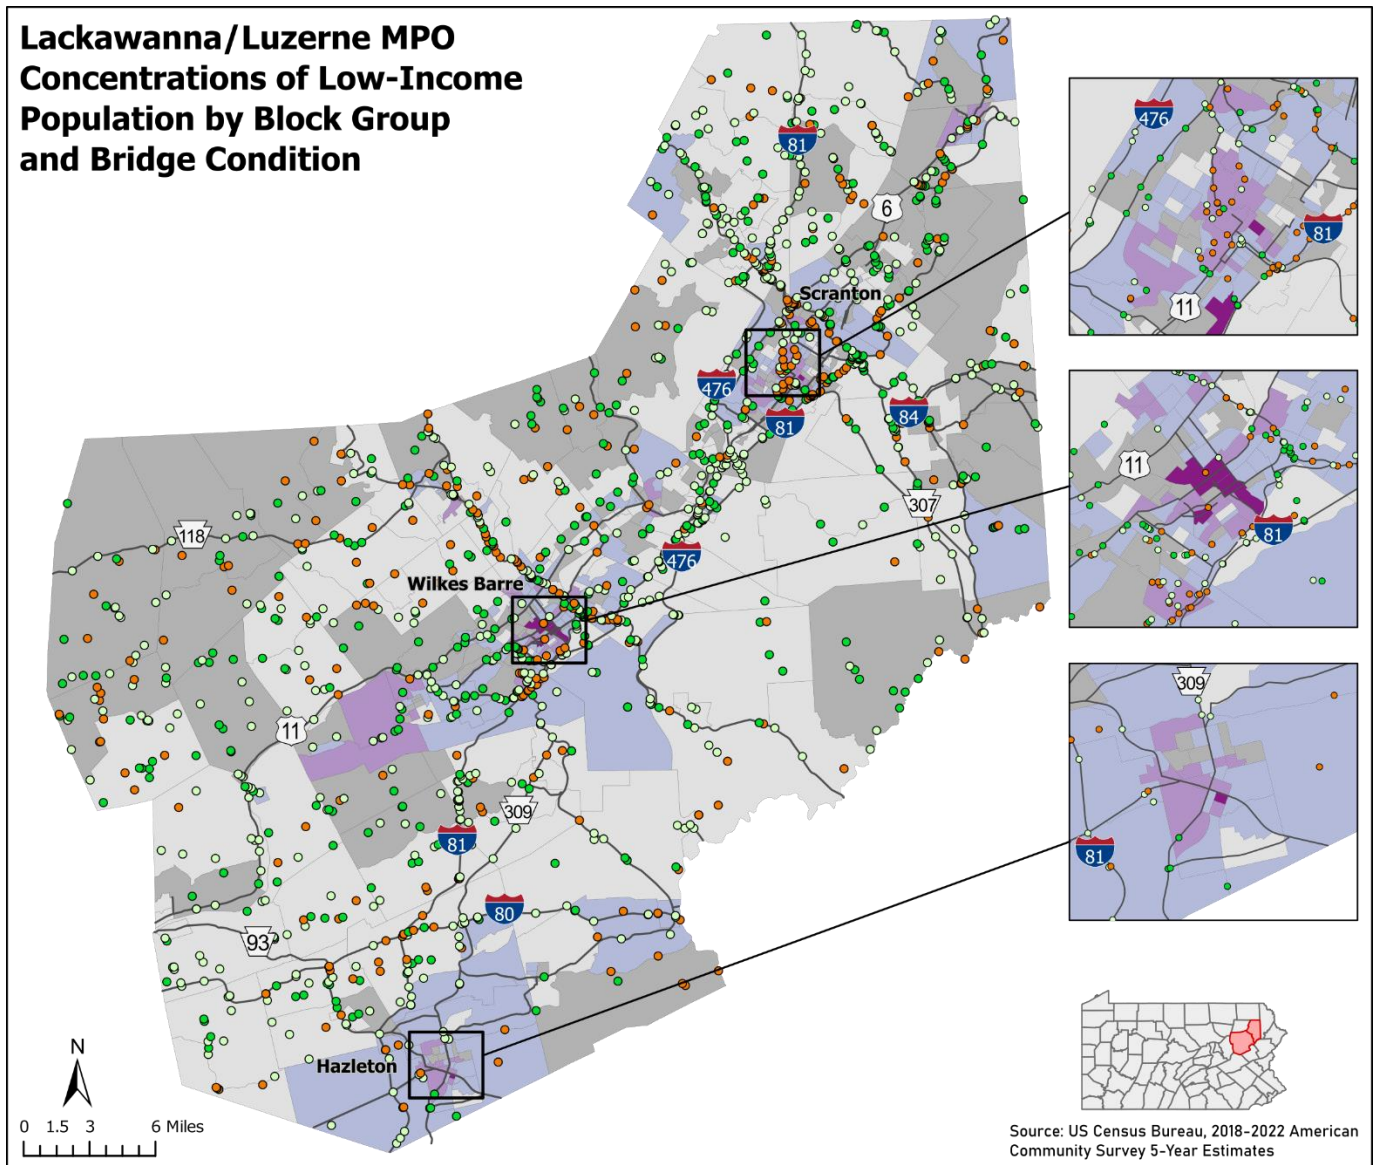 Lackawanna/Luzerne MPO
Concentrations of Low-Income
Population by Block Group
and Bridge Condition
81
6
476
Scranton
81
11
476
81
84
307
11
81
118
476
Wilkes Barre
11
309
309
81
81
80
93
Hazleton
N
0 1.5 3 6 Miles
Source: US Census Bureau, 2018-2022 American
Community Survey 5-Year Estimates